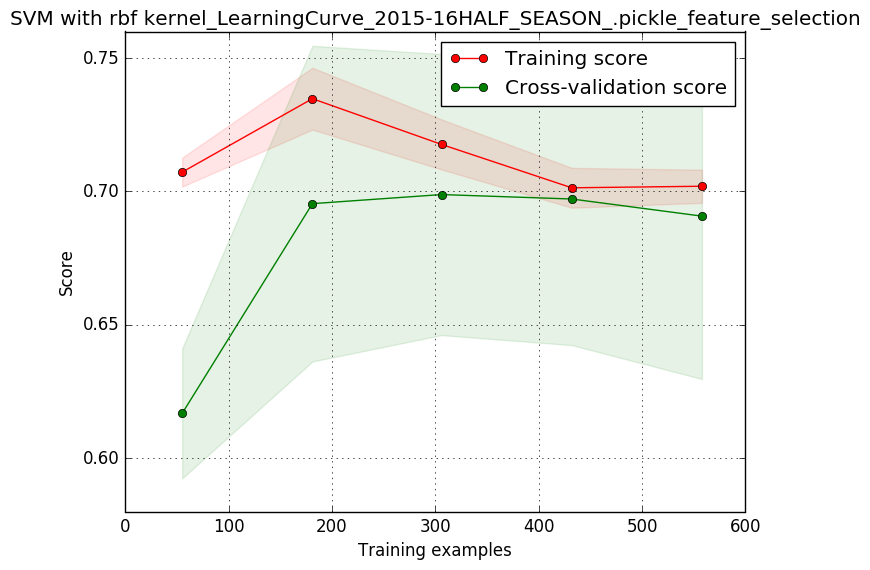 SVM with rbf kernel_LearningCurve_2015-16HALF_SEASON_.pickle_feature_selection
Training score
Cross-validation score
0.75
0.70
0.65
0.60
Score
0 100 200 300 400 500 600
Training examples